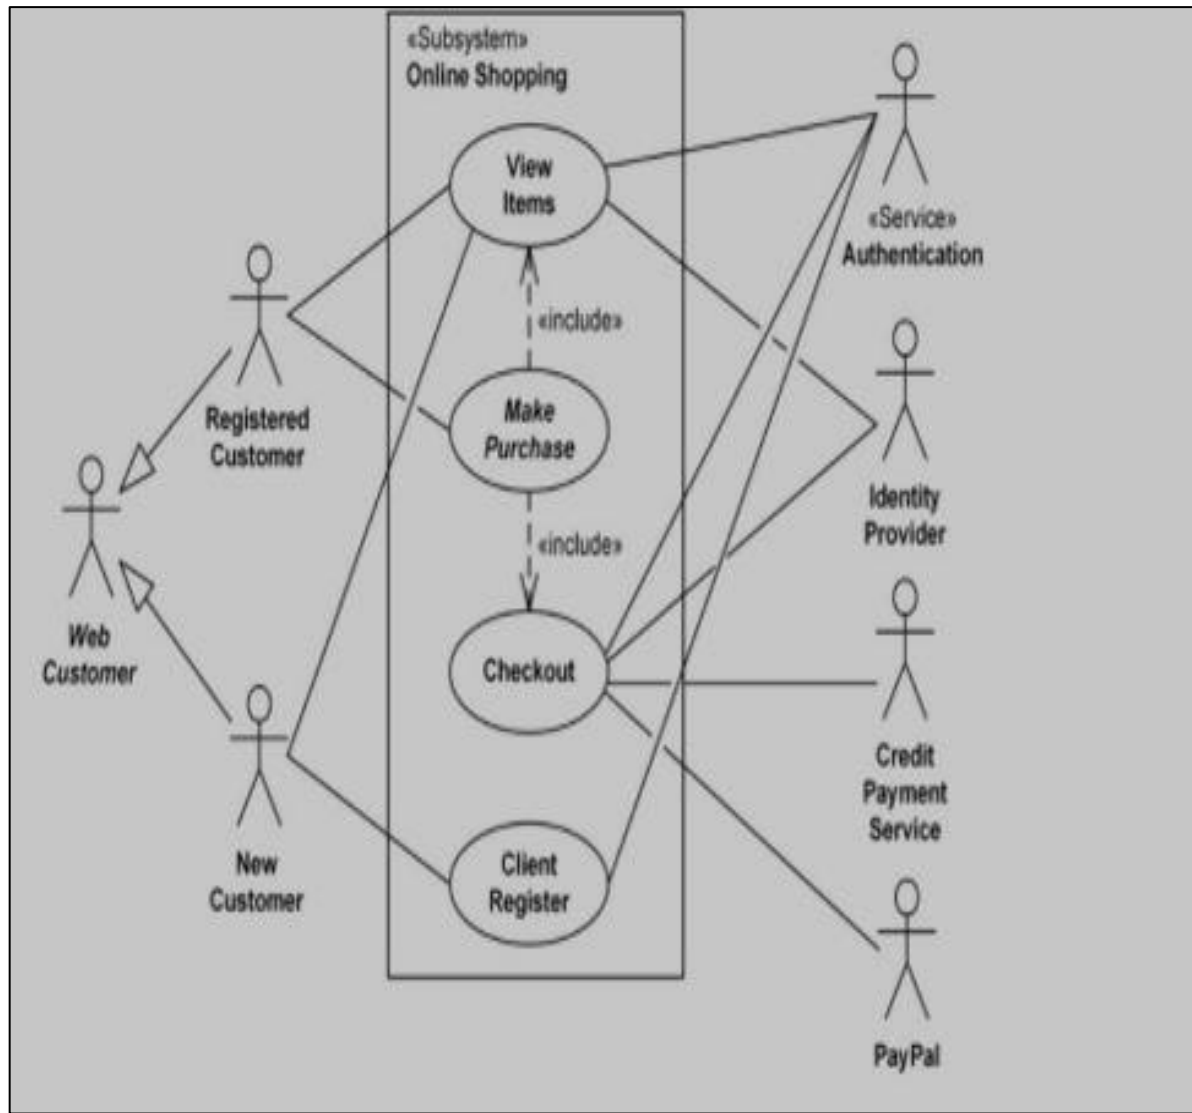 «Subsystem»
Online Shopping
View
Items
«include»
Make
Purchase
«include»
Checkout
Client
Register
Registered
Customer
Web
Customer
New
Customer
«Service»
Authentication
Identity
Provider
Credit
Payment
Service
PayPal